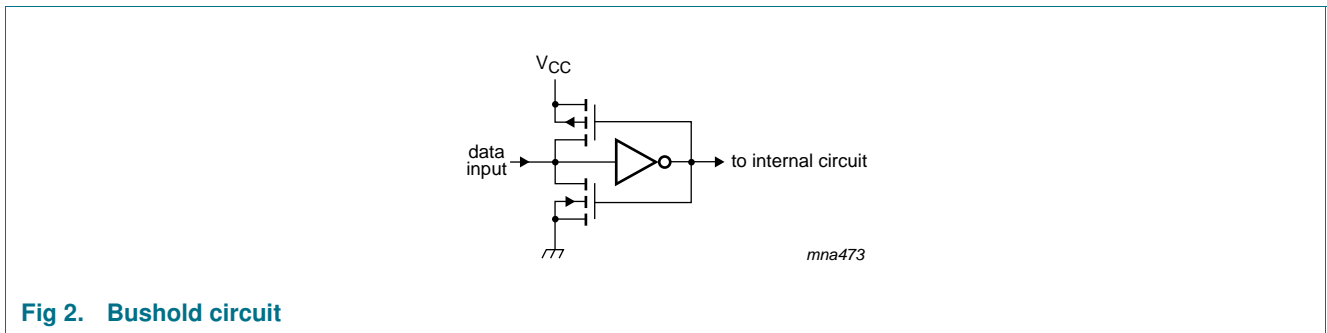 VCC
data
input
to internal circuit
mna473
Fig 2. Bushold circuit